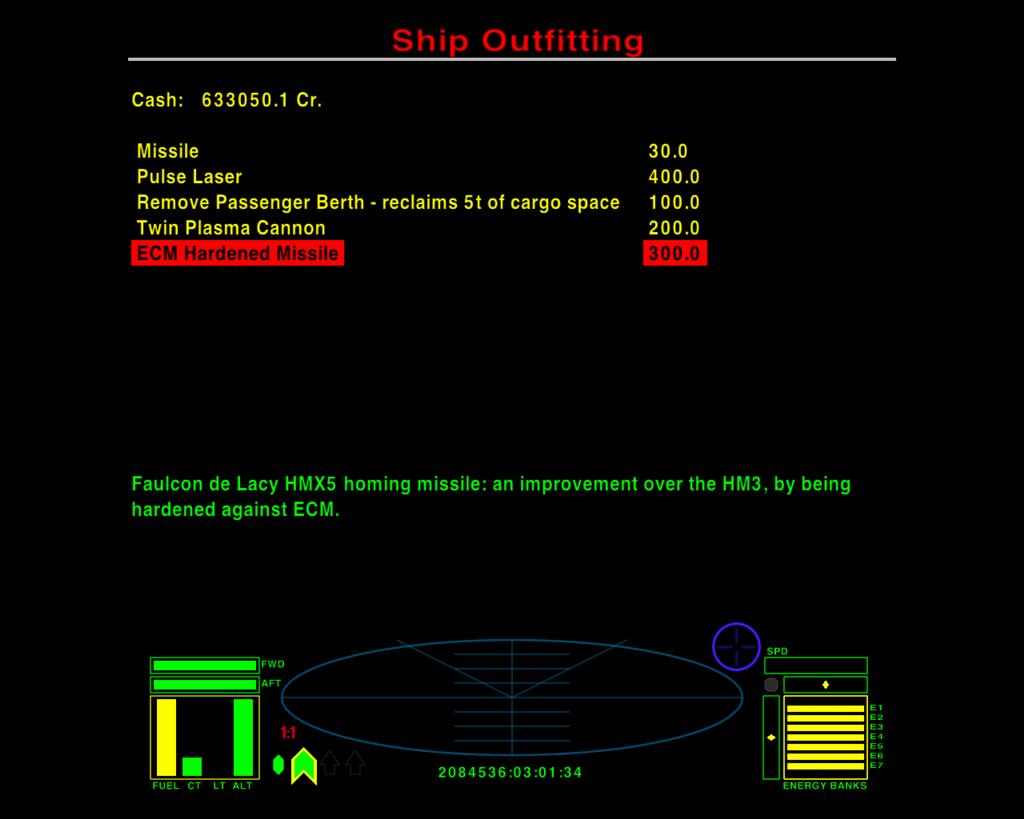 Ship Outfitting
Cash: 633050.1 Cr.
Missile 30.0
Pulse Laser 400.0
Remove Passenger Berth - reclaims 5t of cargo space 100.0
Twin Plasma Cannon 200.0
ECM Hardened Missile 300.0
Faulcon de Lacy HMX5 homing missile: an improvement over the HM3, by being
hardened against ECM.
FWD
AFT
FUEL CT LT ALT
1:1
2084536:03:01:34
SPD
E1
E2
E3
E4
E5
E6
E7
ENERGY BANKS